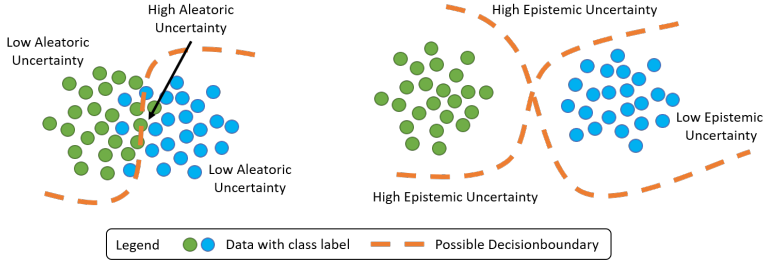 High Aleatoric
Uncertainty
Low Aleatoric
Uncertainty
Low Aleatoric
Uncertainty
High Epistemic Uncertainty
Low Epistemic
Uncertainty
High Epistemic Uncertainty
Legend
Data with class label
Possible Decisionboundary